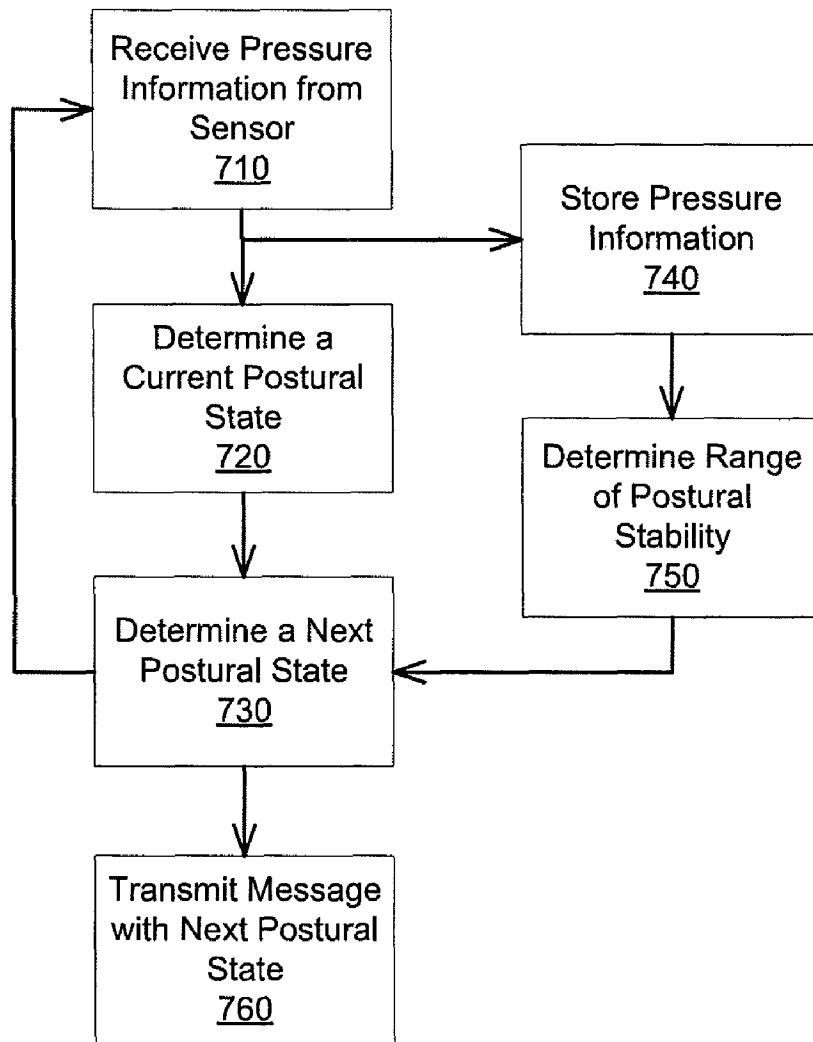 Receive Pressure
Information from
Sensor
710
Store Pressure
Information
740
Determine a
Current Postural
State
720
Determine Range
of Postural
Stability
750
Determine a Next
Postural State
730
Transmit Message
with Next Postural
State
760